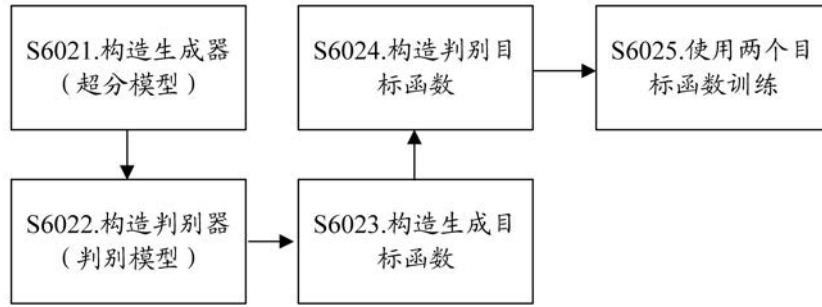 S6021.构造生成器
（超分模型）
S6022.构造判别器
（判别模型）
S6023.构造生成目
标函数
S6024.构造判别目
标函数
S6025.使用两个目
标函数训练